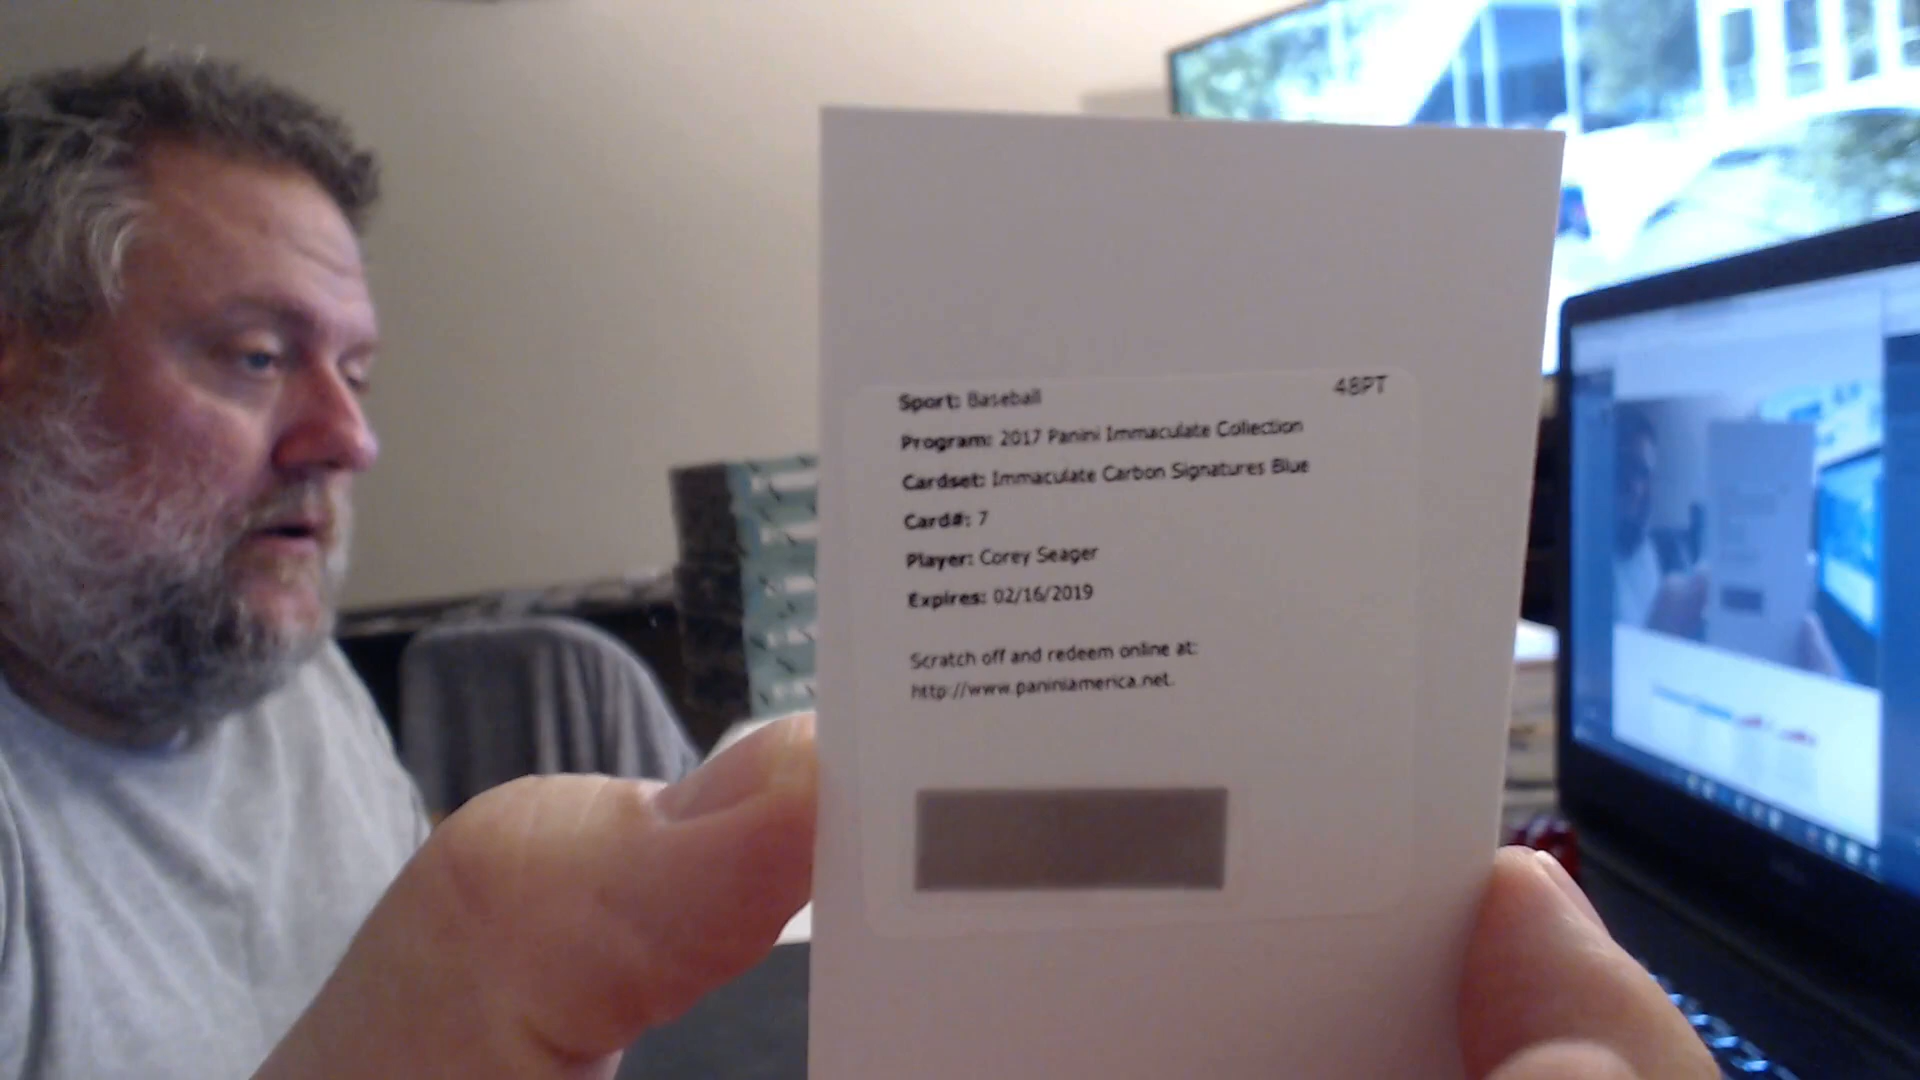 Sport: Baseball 48PT
Program: 2017 Panini Immaculate Collection
Cardset: Immaculate Carbon Signatures Blue
Card#: 7
Player: Corey Seager
Expires: 02/16/2019
Scratch off and redeem online at:
http://www.paniniamerica.net.